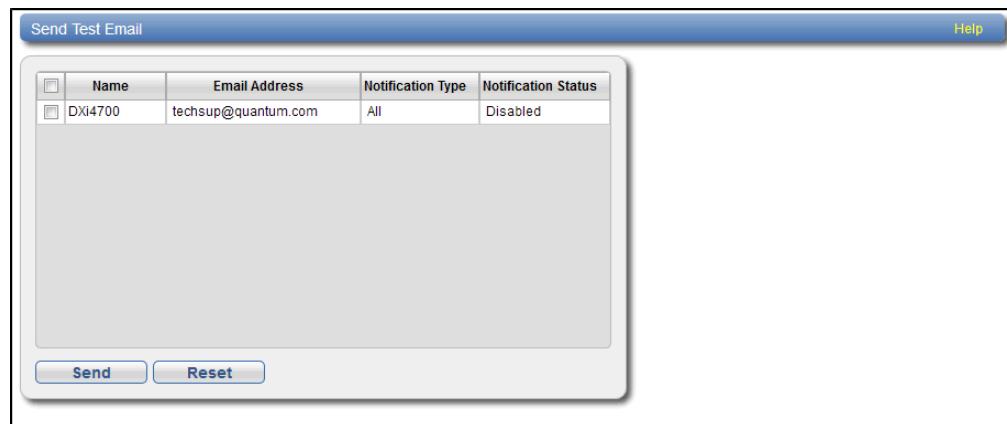 Send Test Email Help
Name Email Address Notification Type Notification Status
DXi4700 techsup@quantum.com All Disabled
Send Reset